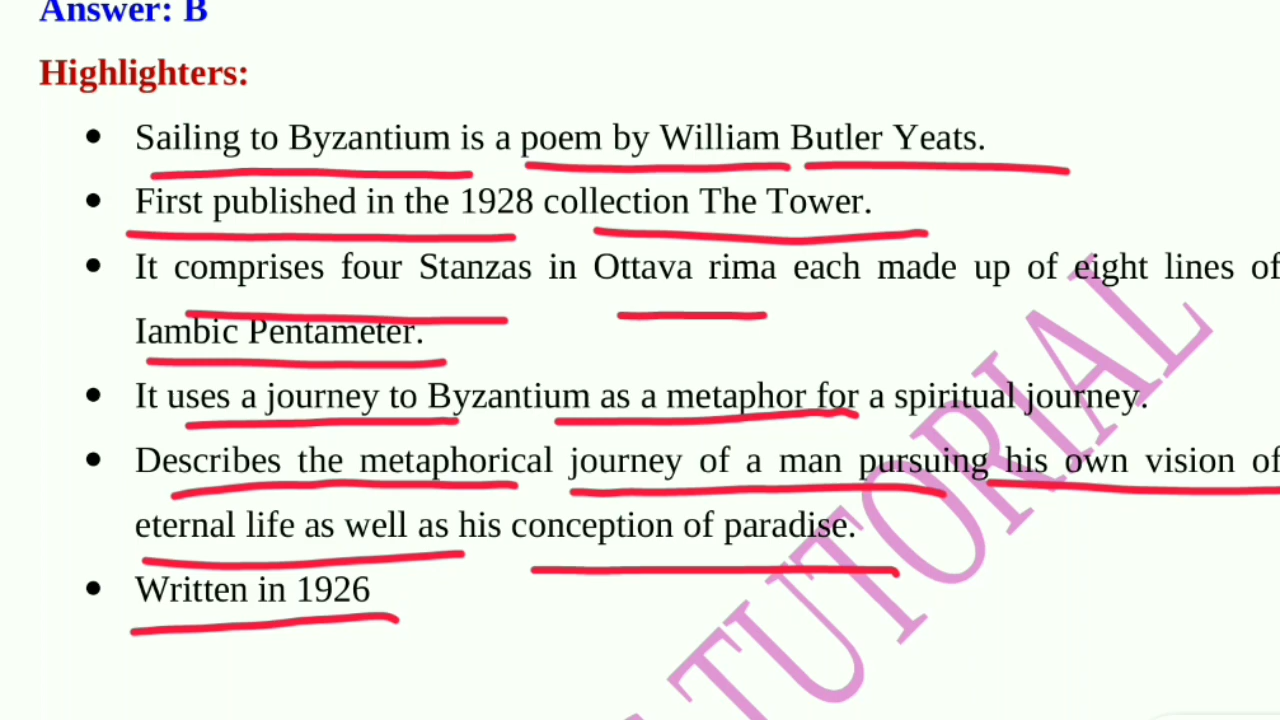 Answer: B
Highlighters:
• Sailing to Byzantium is a poem by William Butler Yeats.
• First published in the 1928 collection The Tower.
• It comprises four Stanzas in Ottava rima each made up of eight lines of
Iambic Pentameter.
• It uses a journey to Byzantium as a metaphor for a spiritual journey.
• Describes the metaphorical journey of a man pursuing his own vision of
eternal life as well as his conception of paradise.
• Written in 1926
TUTORIAL